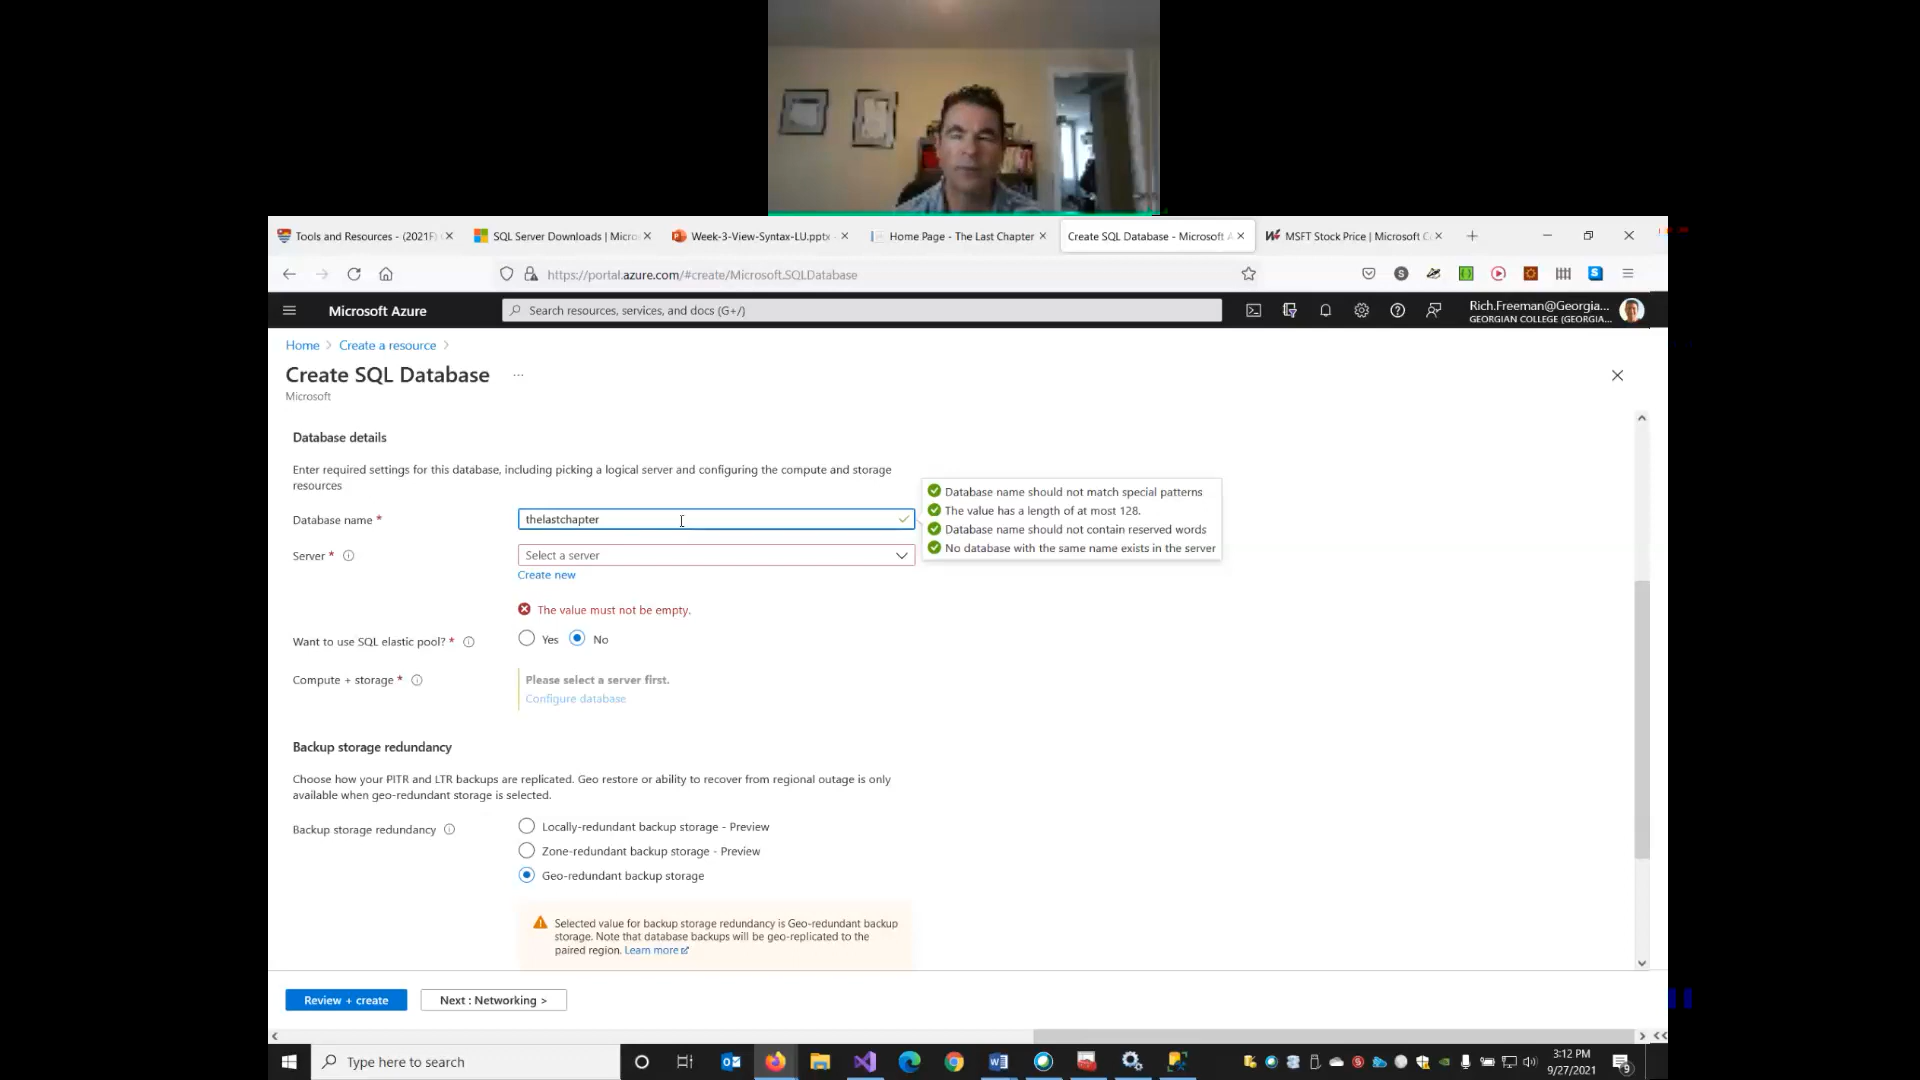 Tools and Resources - (2021F)
SQL Server Downloads | Micro
Week-3-View-Syntax-LU.pptx
Home Page - The Last Chapter
Create SQL Database - Microsoft A
MSFT Stock Price | Microsoft C
https://portal.azure.com/#create/Microsoft.SQLDatabase
Microsoft Azure
Search resources, services, and docs (G+/)
Rich.Freeman@Georgia...
GEORGIAN COLLEGE (GEORGIA...
Home > Create a resource >
Create SQL Database ...
Microsoft
Database details
Enter required settings for this database, including picking a logical server and configuring the compute and storage
resources
Database name *
thelastchapter
Database name should not match special patterns
The value has a length of at most 128.
Database name should not contain reserved words
No database with the same name exists in the server
Server *
Select a server
Create new
The value must not be empty.
Want to use SQL elastic pool? *
Yes No
Compute + storage *
Please select a server first.
Configure database
Backup storage redundancy
Choose how your PITR and LTR backups are replicated. Geo restore or ability to recover from regional outage is only
available when geo-redundant storage is selected.
Backup storage redundancy
Locally-redundant backup storage - Preview
Zone-redundant backup storage - Preview
Geo-redundant backup storage
Selected value for backup storage redundancy is Geo-redundant backup
storage. Note that database backups will be geo-replicated to the
paired region. Learn more
Review + create
Next : Networking >
Type here to search
3:12 PM
9/27/2021
9